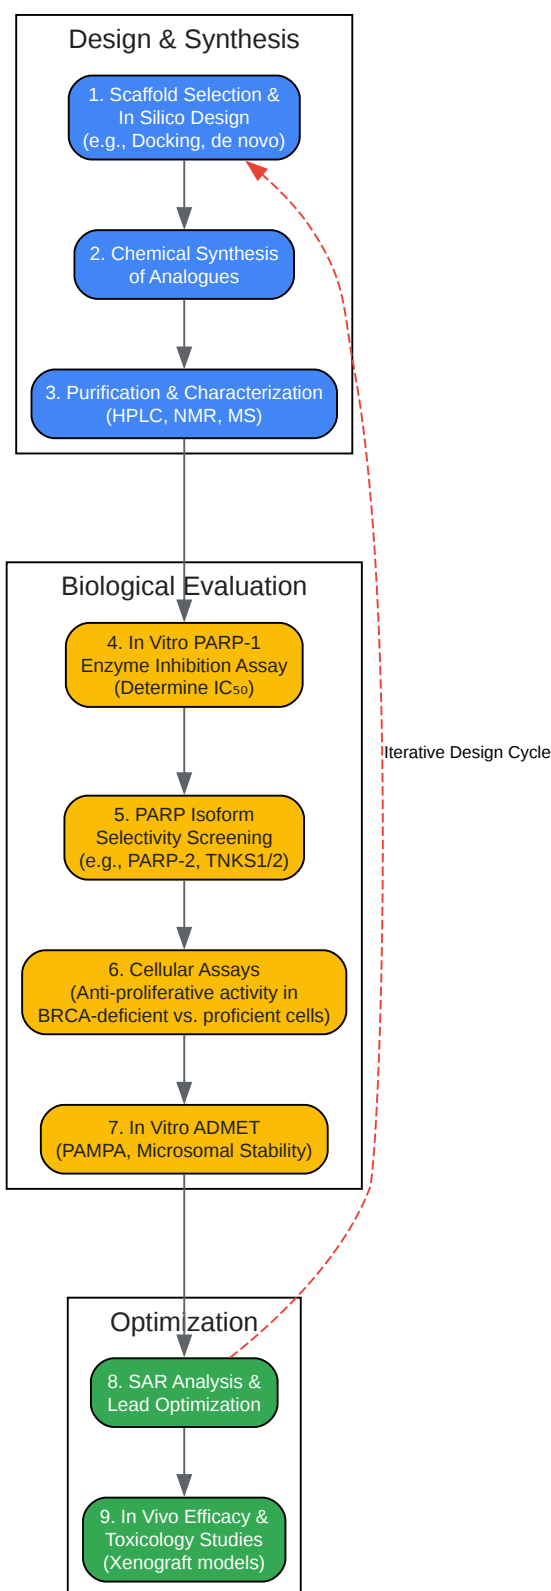 Design & Synthesis
1. Scaffold Selection &
In Silico Design
(e.g., Docking, de novo)
2. Chemical Synthesis
of Analogues
3. Purification & Characterization
(HPLC, NMR, MS)
Biological Evaluation
4. In Vitro PARP-1
Enzyme Inhibition Assay
(Determine IC₅₀)
Iterative Design Cycle
5. PARP Isoform
Selectivity Screening
(e.g., PARP-2, TNKS1/2)
6. Cellular Assays
(Anti-proliferative activity in
BRCA-deficient vs. proficient cells)
7. In Vitro ADMET
(PAMPA, Microsomal Stability)
Optimization
8. SAR Analysis &
Lead Optimization
9. In Vivo Efficacy &
Toxicology Studies
(Xenograft models)